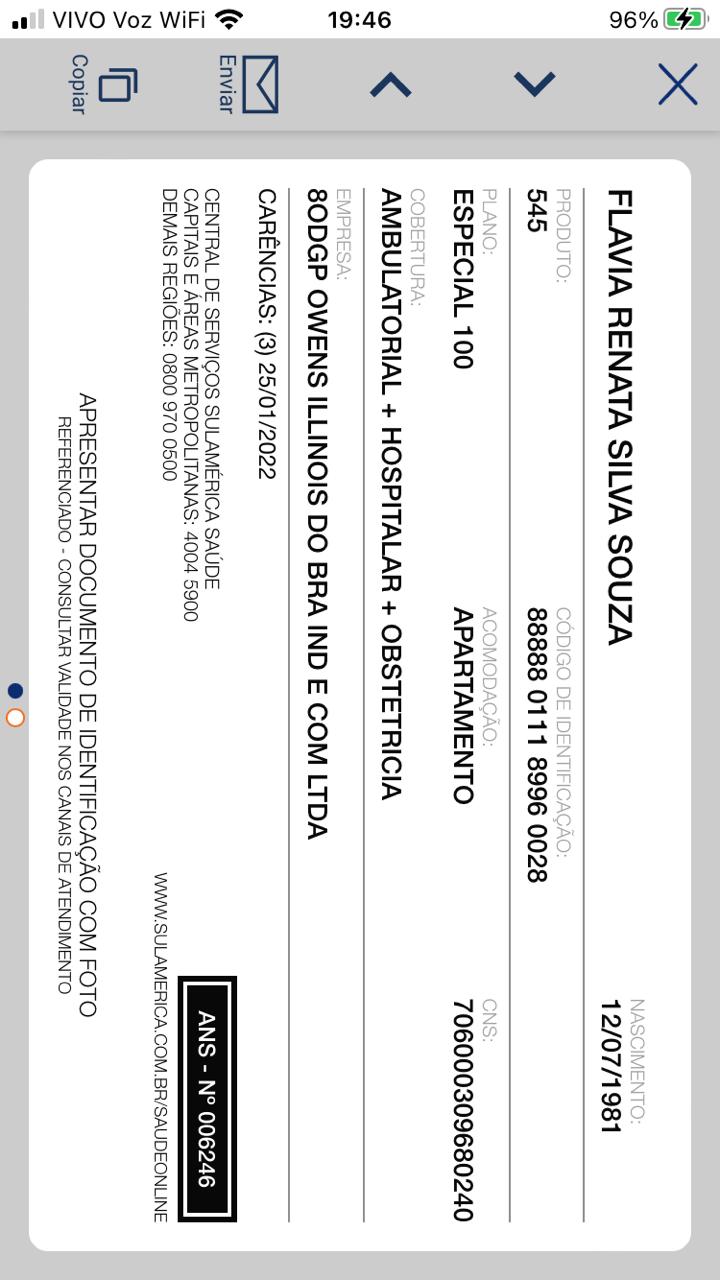 VIVO Voz WiFi 19:46 96%
Copiar
Enviar
FLAVIA RENATA SILVA SOUZA
NASCIMENTO:
12/07/1981
PRODUTO:
545
CÓDIGO DE IDENTIFICAÇÃO:
88888 0111 8996 0028
PLANO:
ESPECIAL 100
ACOMODAÇÃO:
APARTAMENTO
CNS:
706000309680240
COBERTURA:
AMBULATORIAL + HOSPITALAR + OBSTETRICIA
EMPRESA:
8ODGP OWENS ILLINOIS DO BRA IND E COM LTDA
CARÊNCIAS: (3) 25/01/2022
CENTRAL DE SERVIÇOS SULAMÉRICA SAÚDE
CAPITAIS E ÁREAS METROPOLITANAS: 4004 5900
DEMAIS REGIÕES: 0800 970 0500
ANS - Nº 006246
WWW.SULAMERICA.COM.BR/SAUDEONLINE
APRESENTAR DOCUMENTO DE IDENTIFICAÇÃO COM FOTO
REFERENCIADO - CONSULTAR VALIDADE NOS CANAIS DE ATENDIMENTO